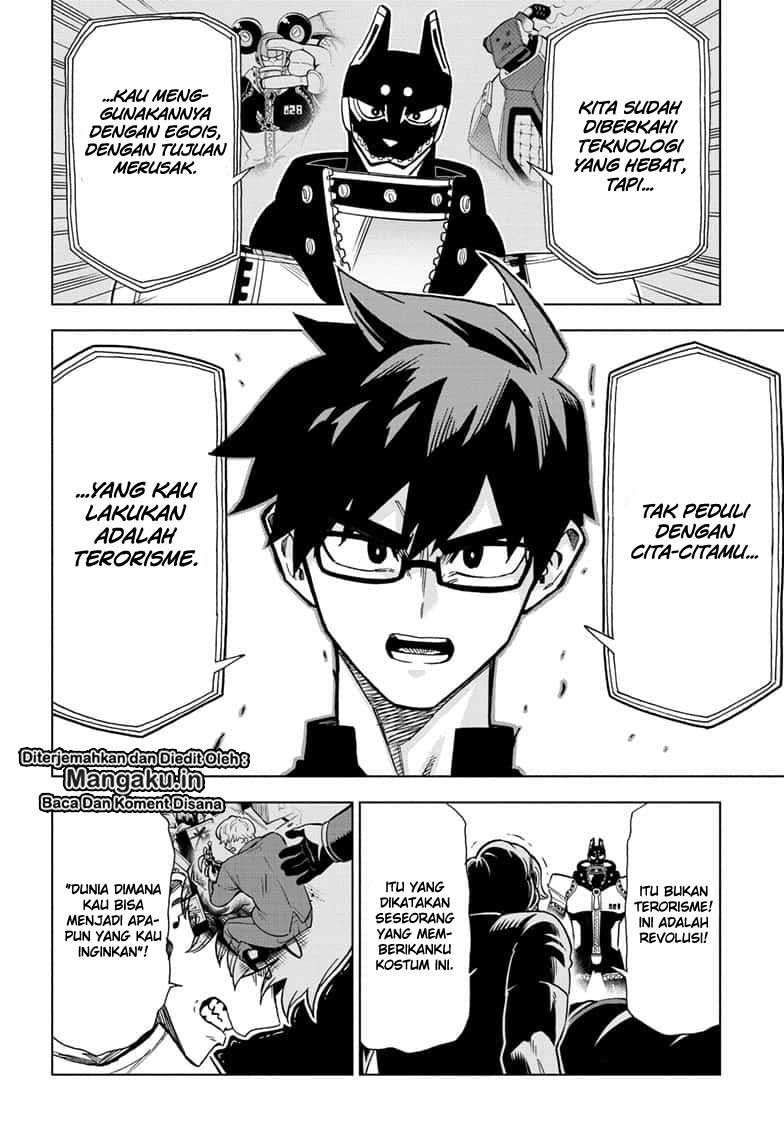 KITA SUDAH
DIBERKAHI
TEKNOLOGI
YANG HEBAT,
TAPI...
...KAU MENG-
GUNAKANNYA
DENGAN EGOIS,
DENGAN TUJUAN
MERUSAK.
028
TAK PEDULI
DENGAN
CITA-CITAMU...
...YANG KAU
LAKUKAN
ADALAH
TERORISME.
Diterjemahkan dan Diedit Oleh :
Mangaku.in
Baca Dan Koment Disana
ITU BUKAN
TERORISME!
INI ADALAH
REVOLUSI!
ITU YANG
DIKATAKAN
SESEORANG
YANG MEM-
BERIKANKU
KOSTUM INI.
"DUNIA DIMANA
KAU BISA
MENJADI APA-
PUN YANG KAU
INGINKAN"!